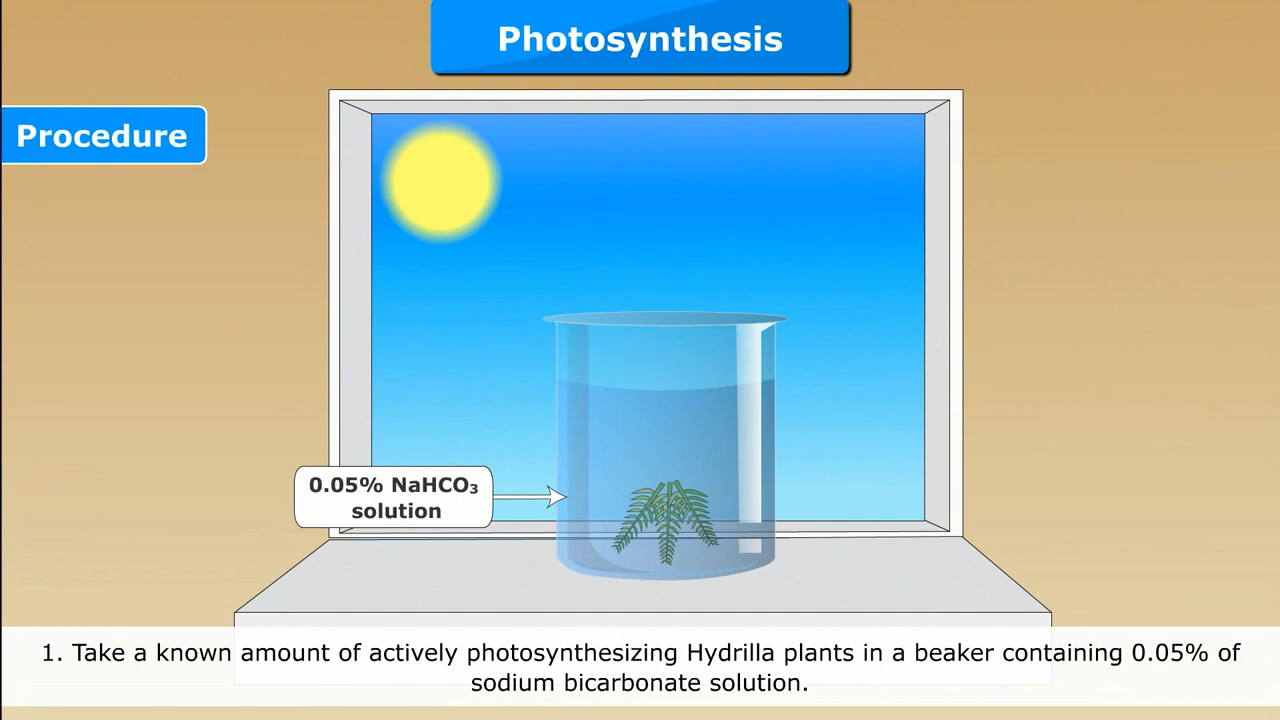 Photosynthesis
Procedure
0.05% NaHCO₃
solution
1. Take a known amount of actively photosynthesizing Hydrilla plants in a beaker containing 0.05% of
sodium bicarbonate solution.